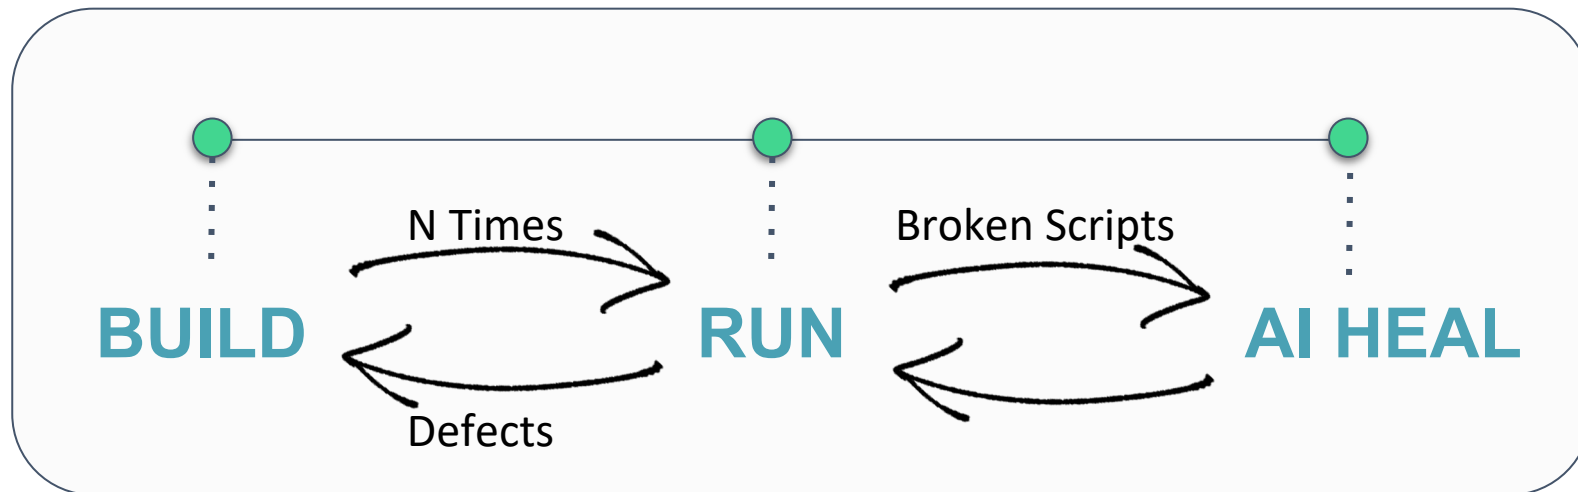 N Times
Broken Scripts
BUILD
RUN
AI HEAL
Defects